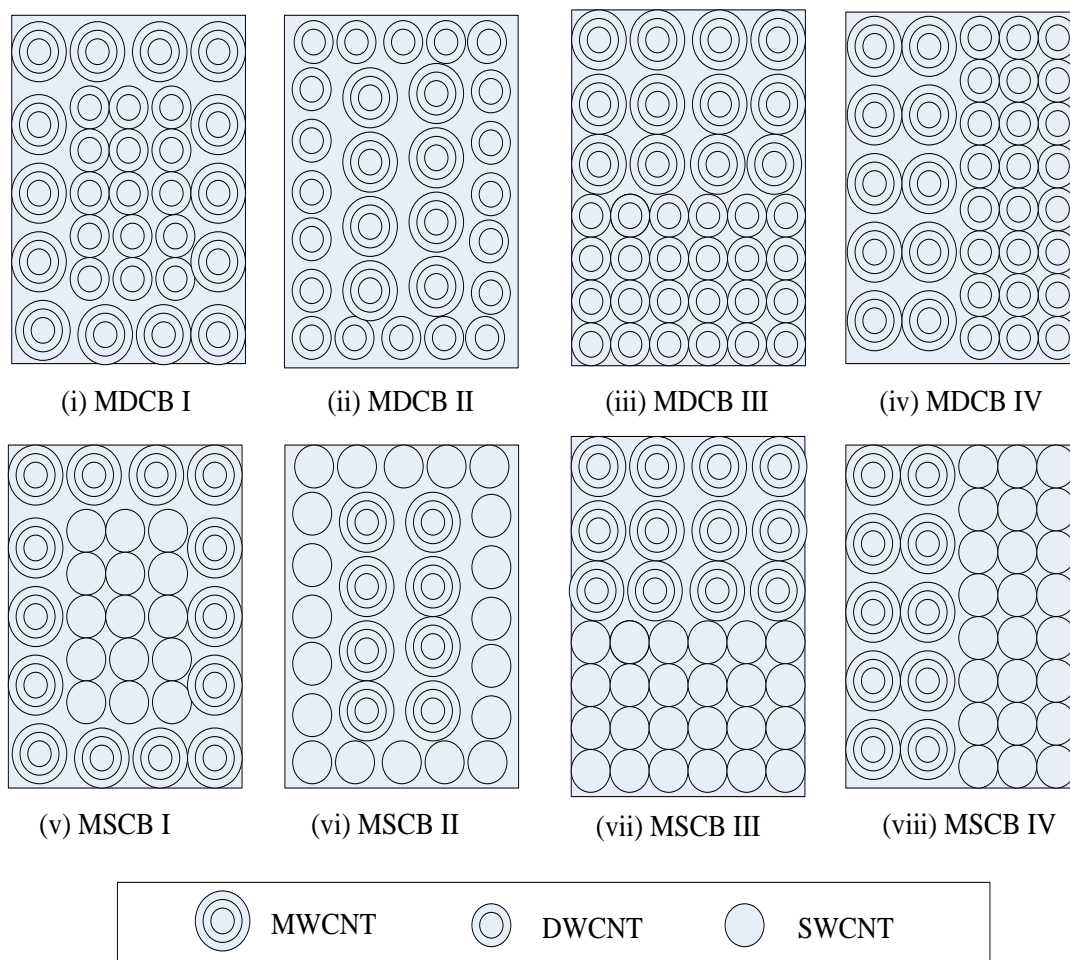 (i) MDCB I (ii) MDCB II (iii) MDCB III (iv) MDCB IV
(v) MSCB I (vi) MSCB II (vii) MSCB III (viii) MSCB IV
MWCNT DWCNT SWCNT